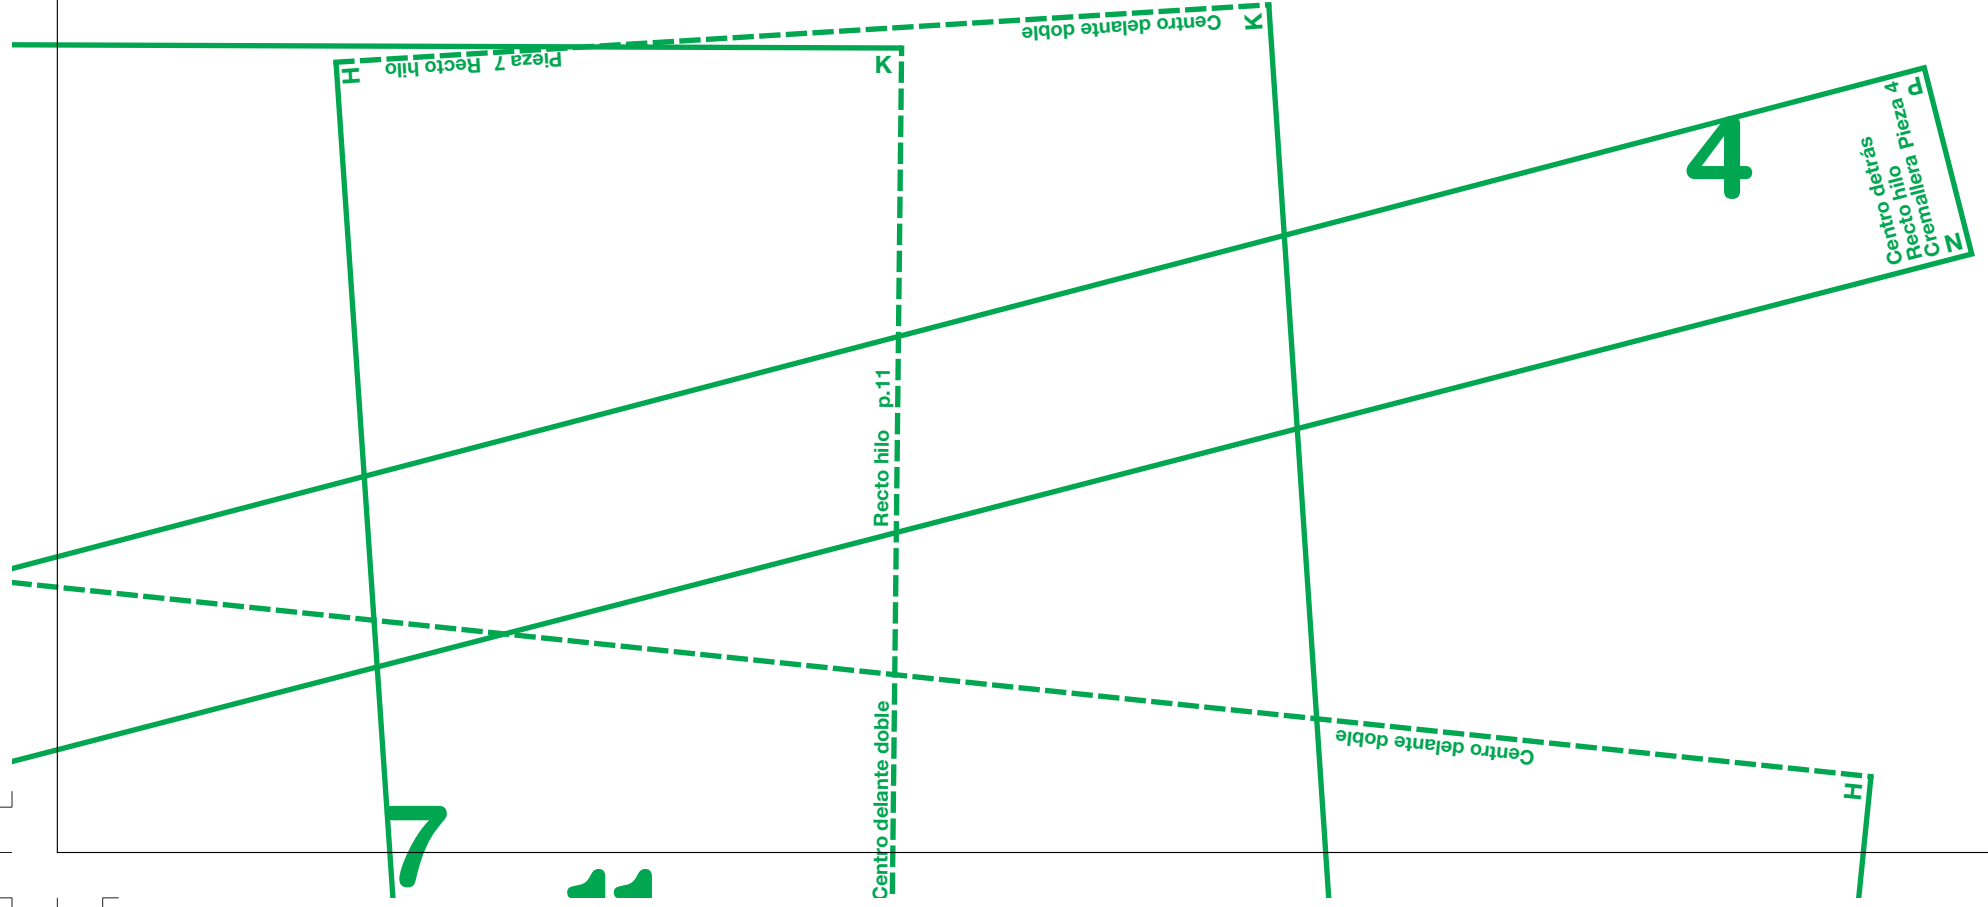 Centro delante doble
K
H
Pieza 7 Recto hilo
K
4
P
Centro detrás
Recto hilo Pieza 4
Cremallera
N
Recto hilo p.11
Centro delante doble
Centro delante doble
H
7
11